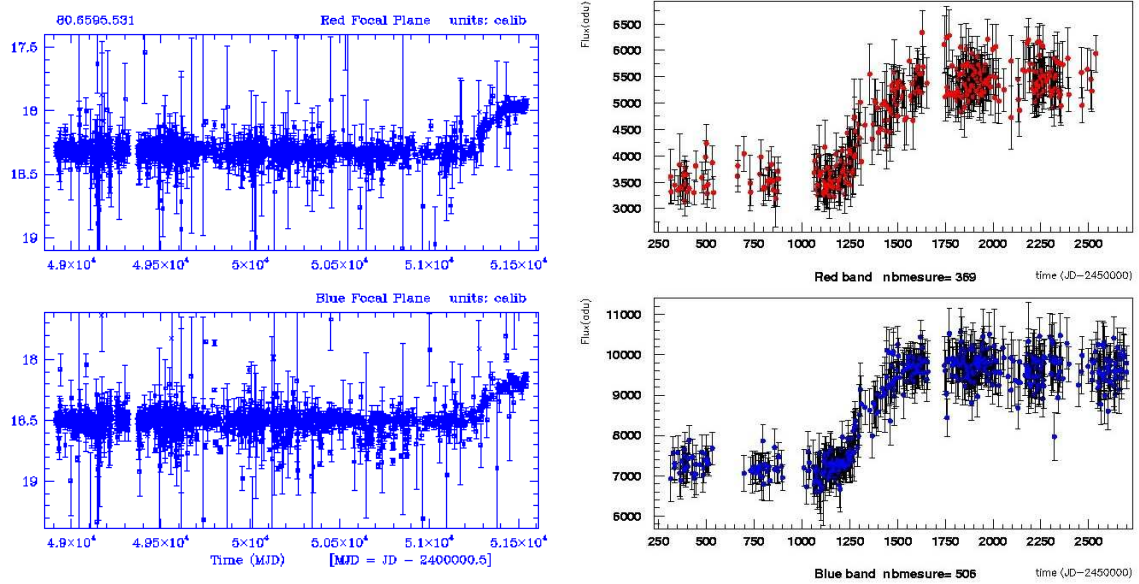 80.6595.531 Red Focal Plane units: calib
17.5
18
18.5
19
4.9×10⁴ 4.95×10⁴ 5×10⁴ 5.05×10⁴ 5.1×10⁴ 5.15×10⁴
Blue Focal Plane units: calib
18
18.5
19
4.9×10⁴ 4.95×10⁴ 5×10⁴ 5.05×10⁴ 5.1×10⁴ 5.15×10⁴
Time (MJD) [MJD = JD - 2400000.5]
Flux(adu)
6500
6000
5500
5000
4500
4000
3500
3000
250 500 750 1000 1250 1500 1750 2000 2250 2500
Red band nbmesure= 369 time (JD-2450000)
Flux(adu)
11000
10000
9000
8000
7000
6000
250 500 750 1000 1250 1500 1750 2000 2250 2500
Blue band nbmesure= 506 time (JD-2450000)